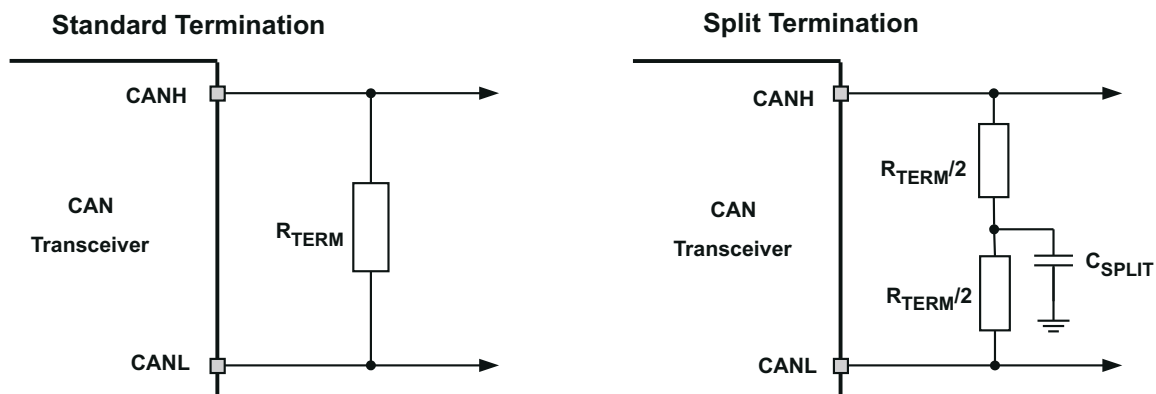 Standard Termination
CANH
CAN
Transceiver
RTERM
CANL
Split Termination
CANH
RTERM/2
CAN
Transceiver
CSPLIT
RTERM/2
CANL